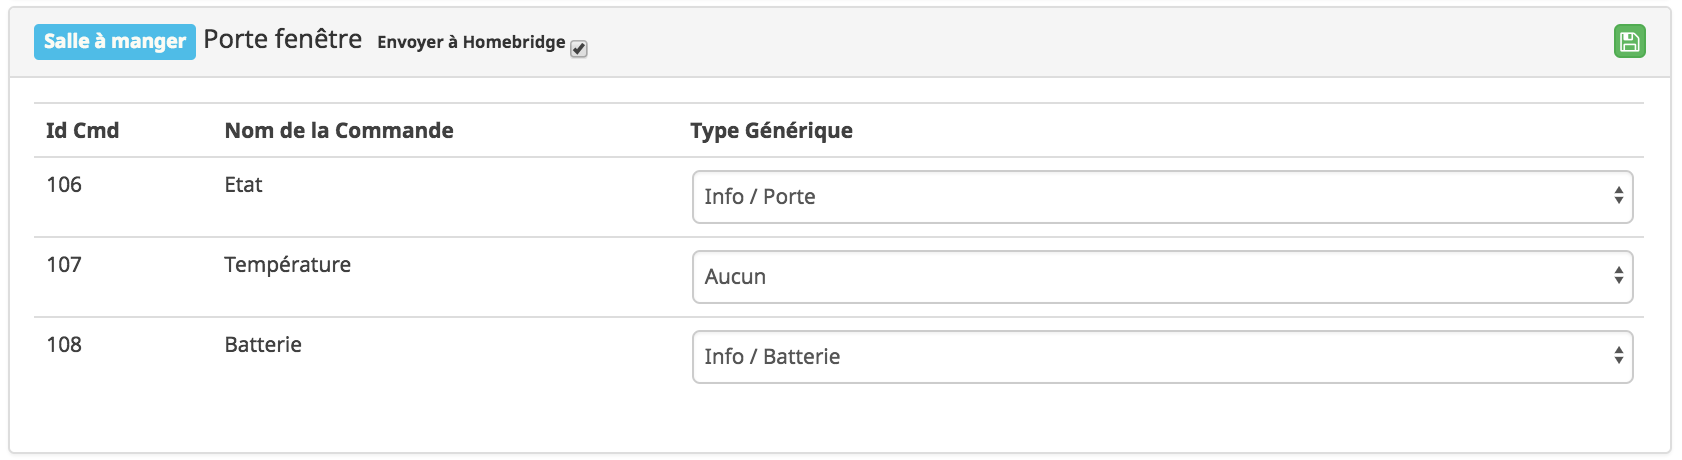 Salle à manger Porte fenêtre Envoyer à Homebridge
Id Cmd Nom de la Commande Type Générique
106 Etat Info / Porte
107 Température Aucun
108 Batterie Info / Batterie